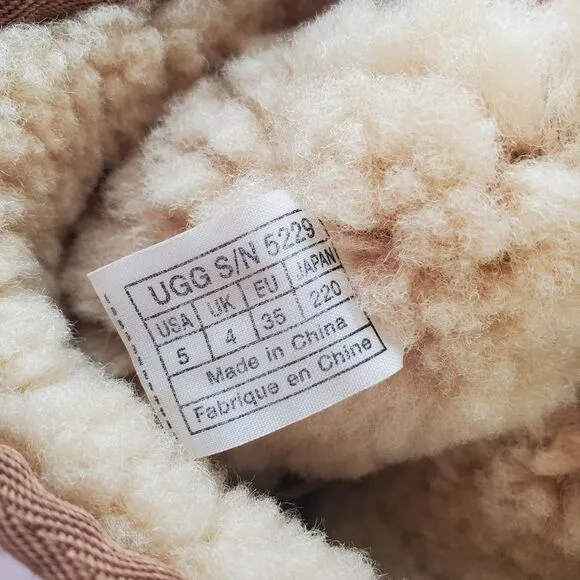 UGG S/N 5229
USA UK EU JAPAN
5 4 35 220
Made in China
Fabrique en Chine